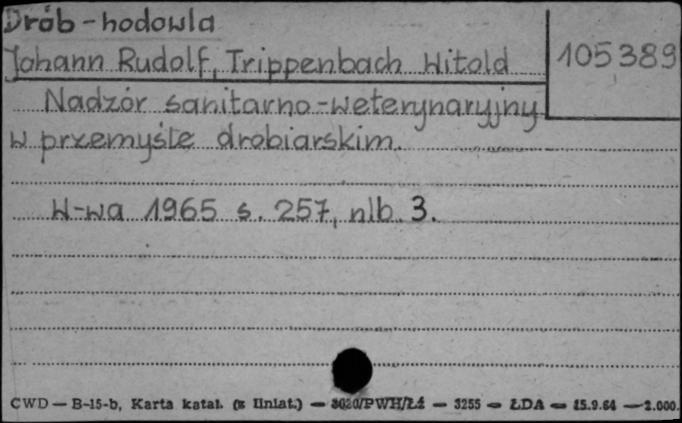 Drób - hodowla
Johann Rudolf, Trippenbach Witold 105389
Nadzór sanitarno-weterynaryjny
w przemyśle drobiarskim.
W-wa 1965 s. 257, nlb. 3.
CWD — B-15-b, Karta katal. (z liniat.) — 3020/PWH/Łź — 3255 — ŁDA — 15.9.64 — 2.000.